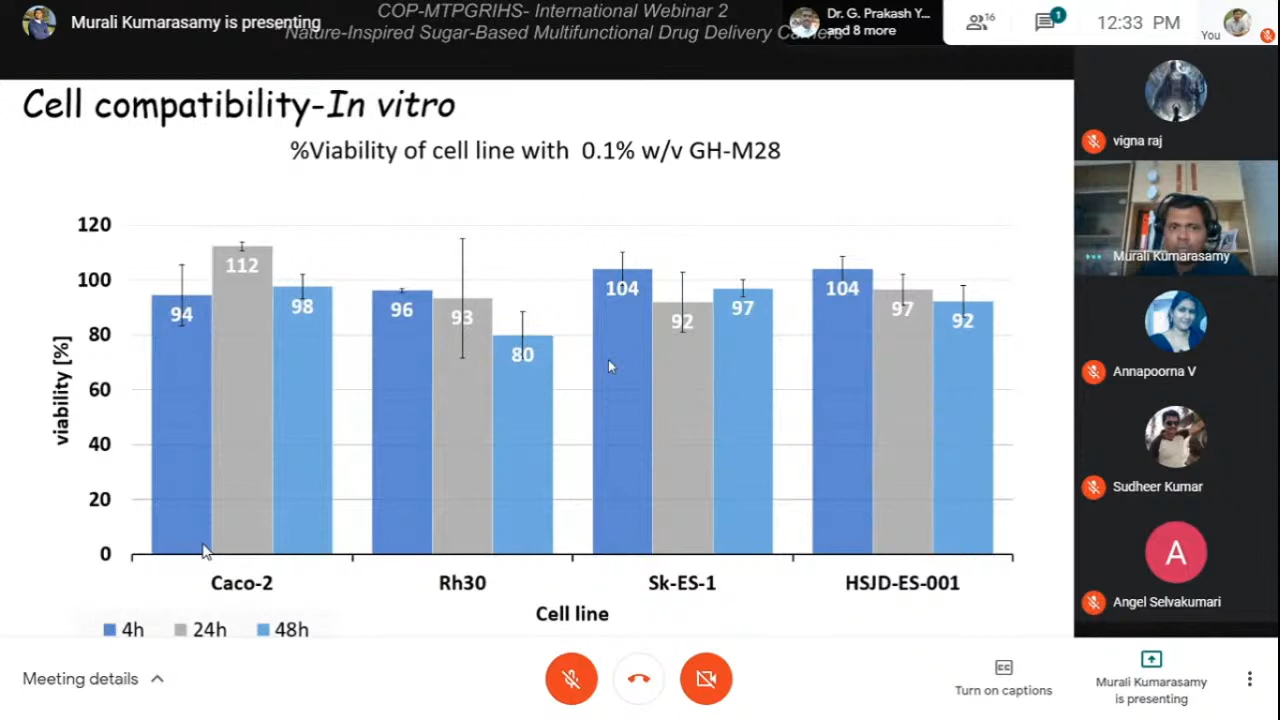 COP-MTPGRIHS- International Webinar 2
Murali Kumarasamy is presenting
"Nature-Inspired Sugar-Based Multifunctional Drug Delivery Carriers
Dr. G. Prakash Y...
and 8 more
16
1
12:33 PM
You
Cell compatibility-In vitro
%Viability of cell line with 0.1% w/v GH-M28
viability [%]
120
100
80
60
40
20
0
94
112
98
96
93
80
104
92
97
104
97
92
Caco-2
Rh30
Sk-ES-1
HSJD-ES-001
Cell line
4h
24h
48h
vigna raj
Murali Kumarasamy
Annapoorna V
Sudheer Kumar
A
Angel Selvakumari
Meeting details
CC
Turn on captions
Murali Kumarasamy
is presenting